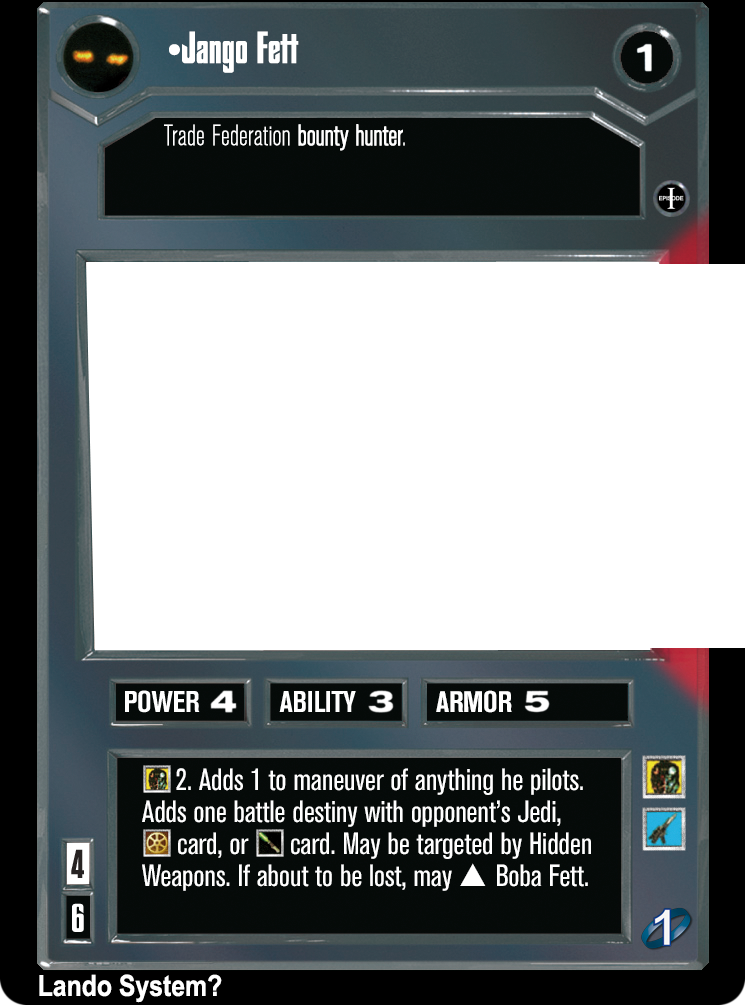 •Jango Fett
1
Trade Federation bounty hunter.
EPISODE
I
POWER 4
ABILITY 3
ARMOR 5
2. Adds 1 to maneuver of anything he pilots.
Adds one battle destiny with opponent's Jedi,
card, or card. May be targeted by Hidden
Weapons. If about to be lost, may ▲ Boba Fett.
4
6
1
Lando System?